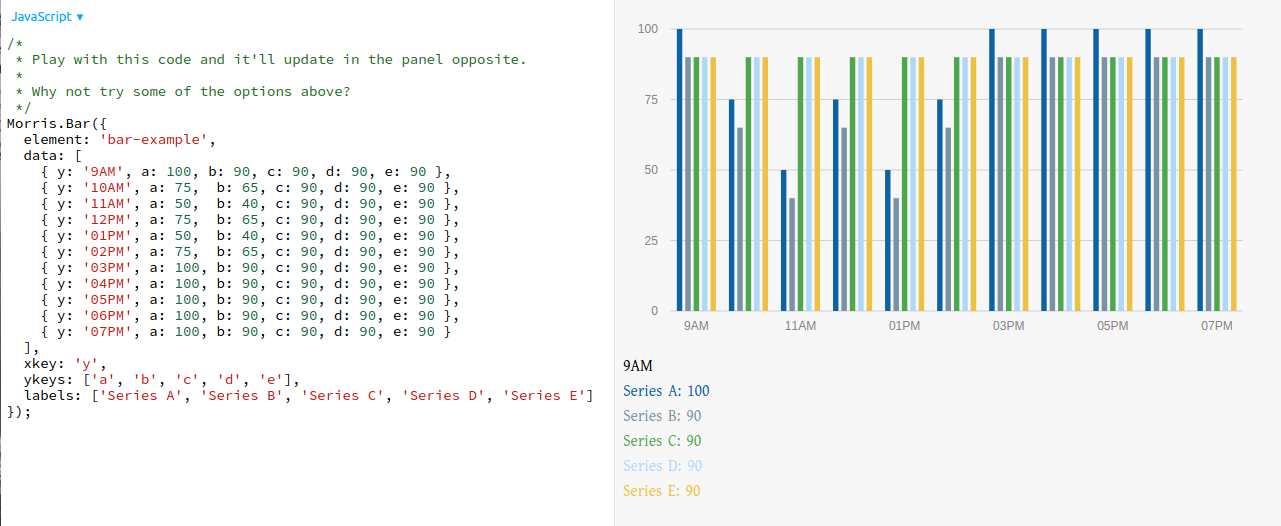 JavaScript ▾
/*
 * Play with this code and it'll update in the panel opposite.
 *
 * Why not try some of the options above?
 */
Morris.Bar({
  element: 'bar-example',
  data: [
    { y: '9AM', a: 100, b: 90, c: 90, d: 90, e: 90 },
    { y: '10AM', a: 75,  b: 65, c: 90, d: 90, e: 90 },
    { y: '11AM', a: 50,  b: 40, c: 90, d: 90, e: 90 },
    { y: '12PM', a: 75,  b: 65, c: 90, d: 90, e: 90 },
    { y: '01PM', a: 50,  b: 40, c: 90, d: 90, e: 90 },
    { y: '02PM', a: 75,  b: 65, c: 90, d: 90, e: 90 },
    { y: '03PM', a: 100, b: 90, c: 90, d: 90, e: 90 },
    { y: '04PM', a: 100, b: 90, c: 90, d: 90, e: 90 },
    { y: '05PM', a: 100, b: 90, c: 90, d: 90, e: 90 },
    { y: '06PM', a: 100, b: 90, c: 90, d: 90, e: 90 },
    { y: '07PM', a: 100, b: 90, c: 90, d: 90, e: 90 }
  ],
  xkey: 'y',
  ykeys: ['a', 'b', 'c', 'd', 'e'],
  labels: ['Series A', 'Series B', 'Series C', 'Series D', 'Series E']
});
100
75
50
25
0
9AM 11AM 01PM 03PM 05PM 07PM
9AM
Series A: 100
Series B: 90
Series C: 90
Series D: 90
Series E: 90